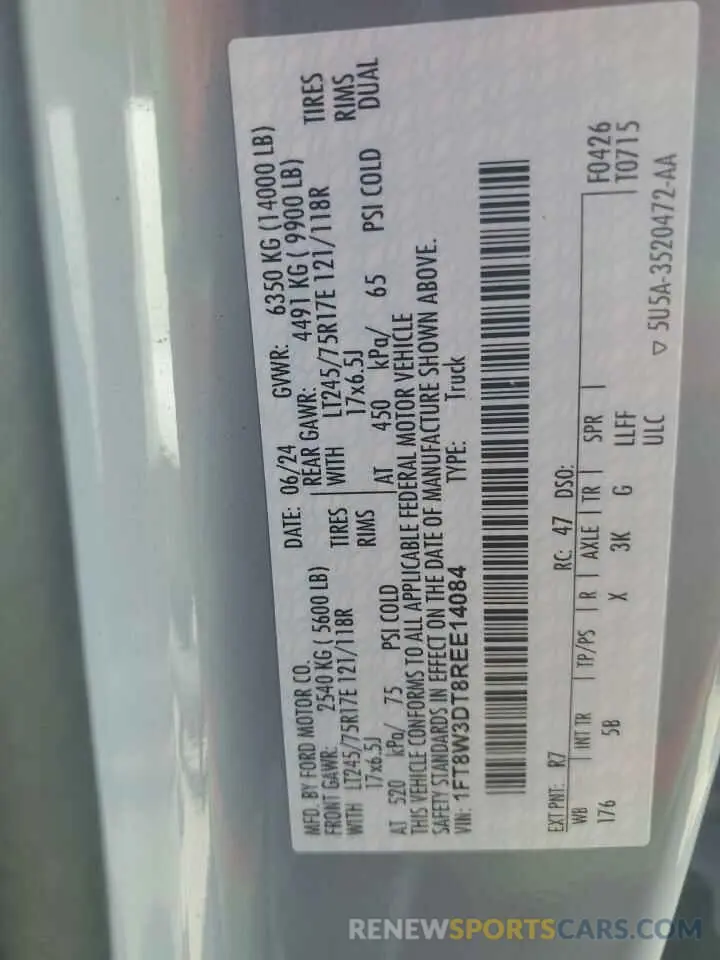 MFD. BY FORD MOTOR CO.
DATE: 06/24 GVWR: 6350 KG (14000 LB)
FRONT GAWR: 2540 KG ( 5600 LB) REAR GAWR: 4491 KG ( 9900 LB)
WITH LT245/75R17E 121/118R TIRES WITH LT245/75R17E 121/118R TIRES
17x6.5J RIMS 17x6.5J RIMS
AT 520 kPa/ 75 PSI COLD AT 450 kPa/ 65 PSI COLD DUAL
THIS VEHICLE CONFORMS TO ALL APPLICABLE FEDERAL MOTOR VEHICLE
SAFETY STANDARDS IN EFFECT ON THE DATE OF MANUFACTURE SHOWN ABOVE.
VIN: 1FT8W3DT8REE14084 TYPE: Truck
EXT PNT: R7 RC: 47 DSO:
WB INT TR TP/PS R AXLE TR SPR F0426
176 5B X 3K G LLFF T0715
ULC
▽ 5U5A-3520472-AA
RENEWSPORTSCARS.COM